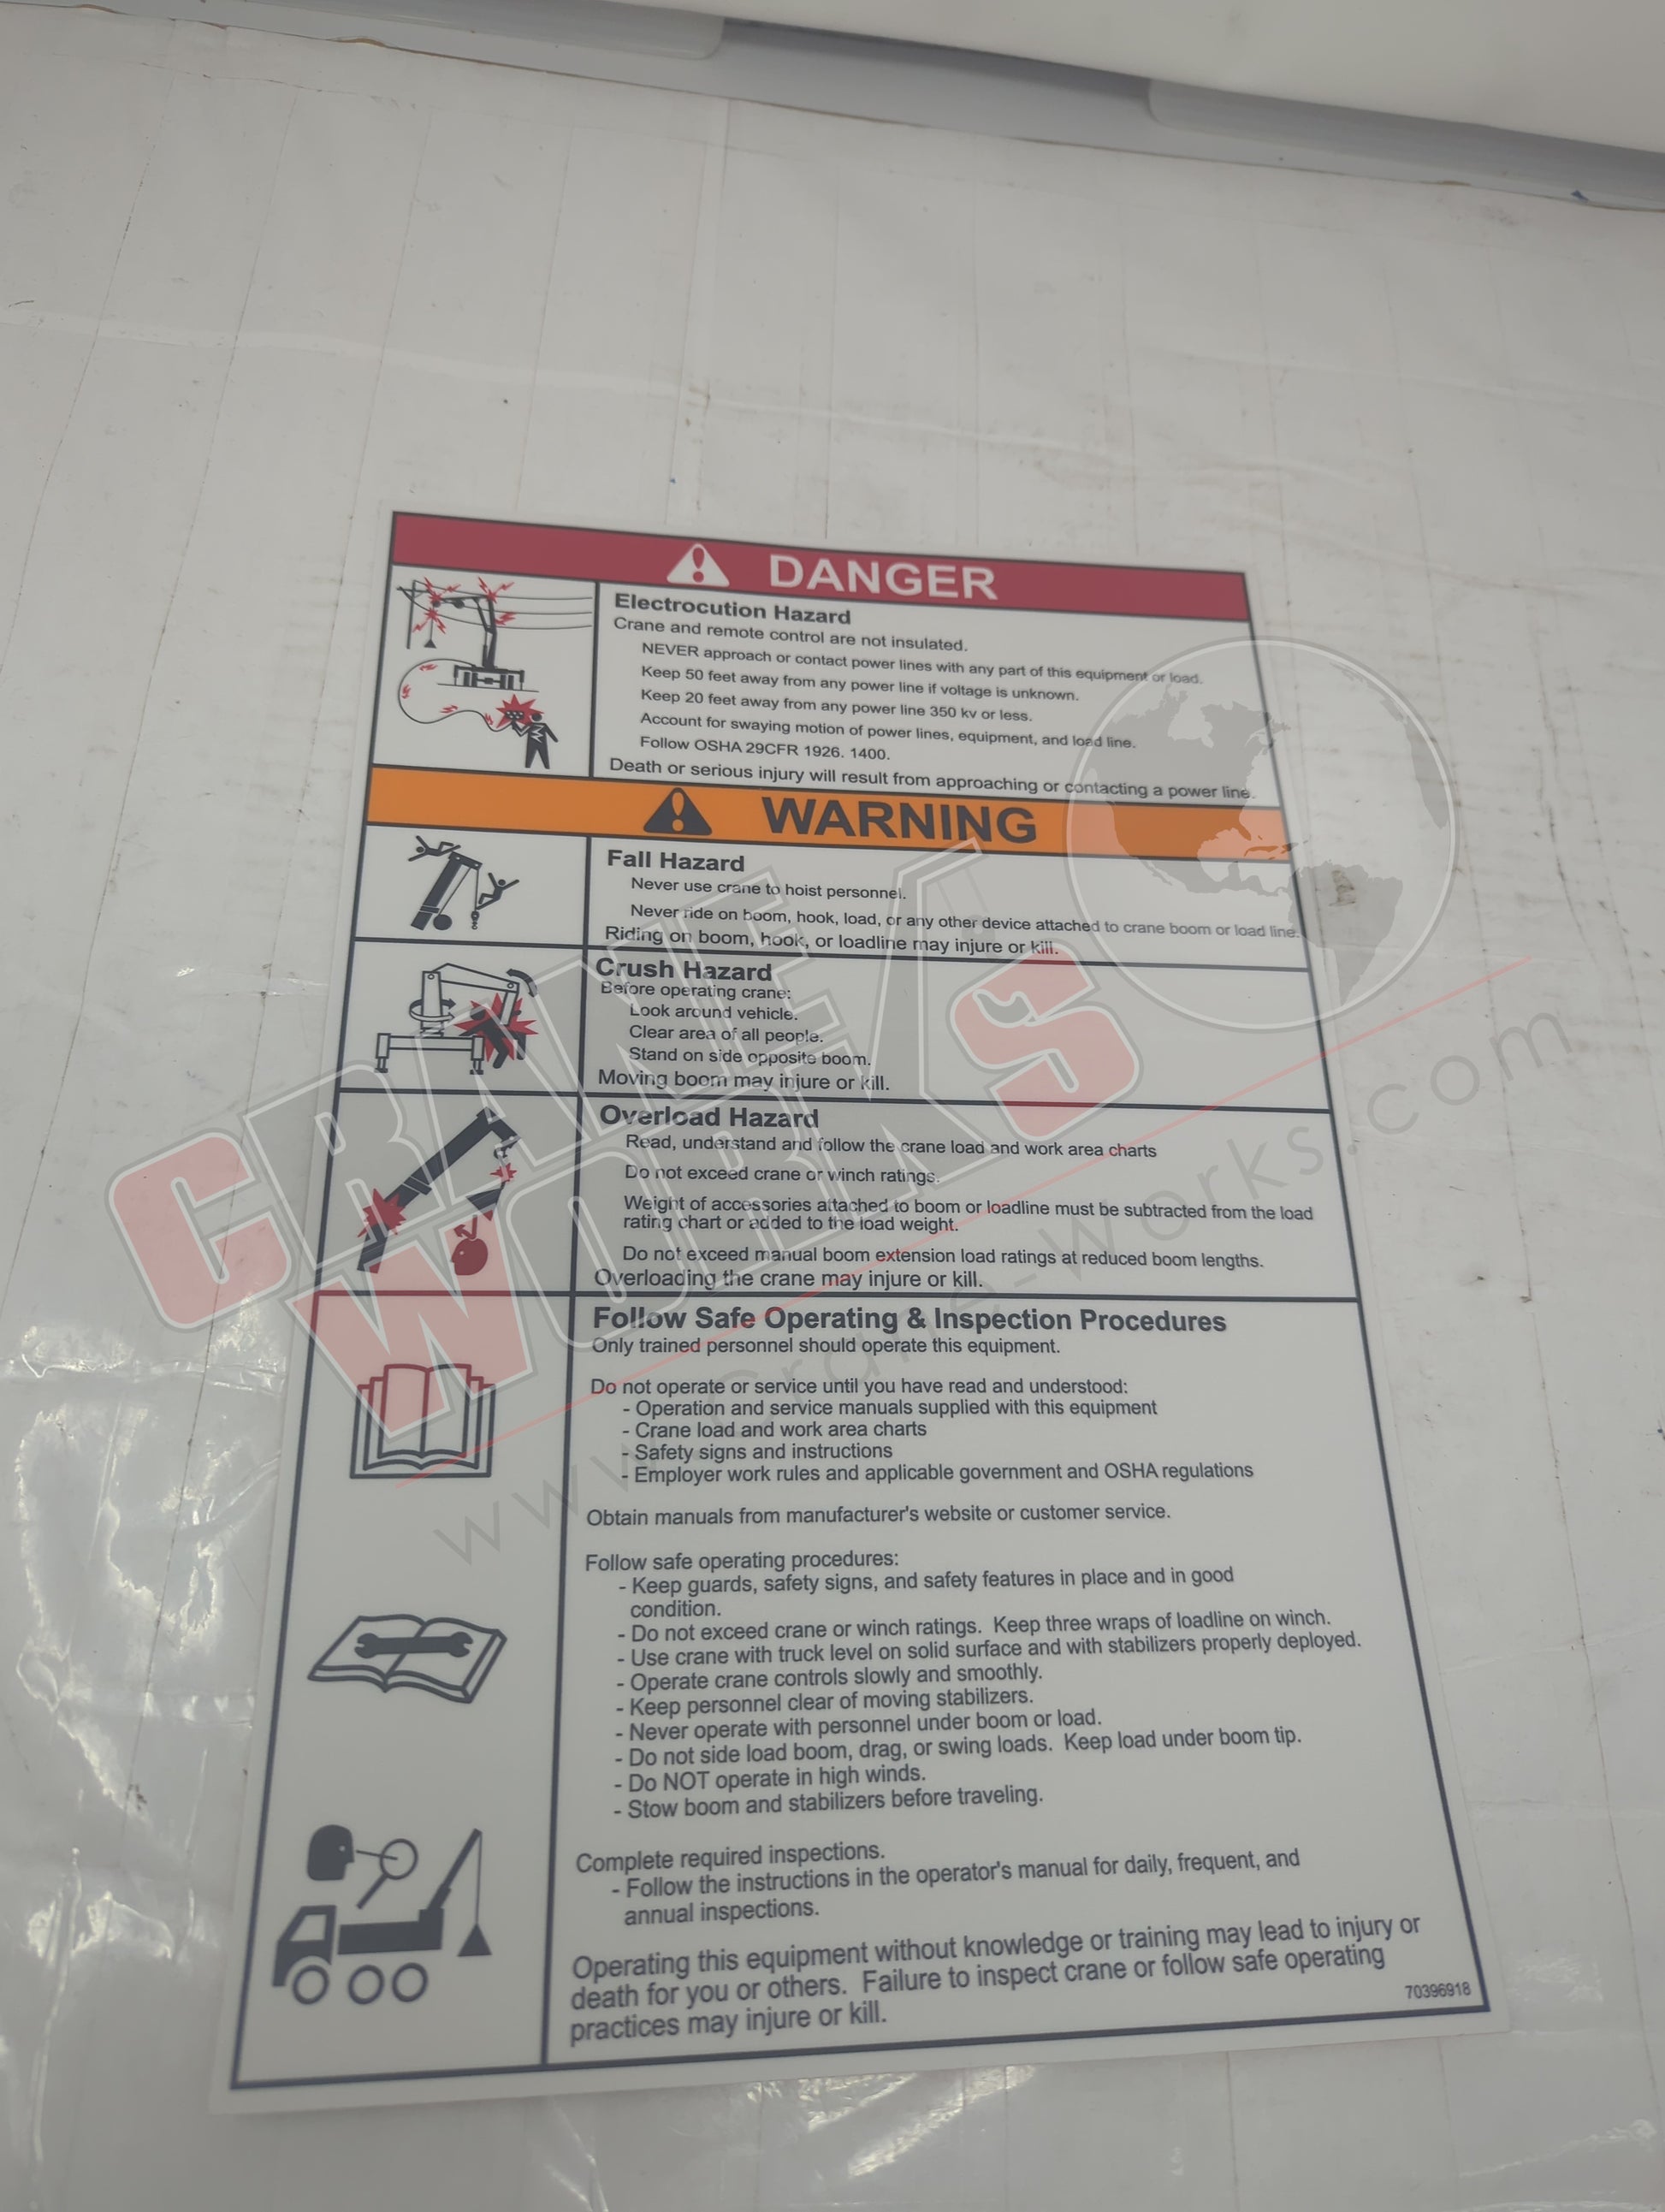 DANGER
Electrocution Hazard
Crane and remote control are not insulated.
NEVER approach or contact power lines with any part of this equipment or load.
Keep 50 feet away from any power line if voltage is unknown.
Keep 20 feet away from any power line 350 kv or less.
Account for swaying motion of power lines, equipment, and load line.
Follow OSHA 29CFR 1926. 1400.
Death or serious injury will result from approaching or contacting a power line.
WARNING
Fall Hazard
Never use crane to hoist personnel.
Never ride on boom, hook, load, or any other device attached to crane boom or load line.
Riding on boom, hook, or loadline may injure or kill.
Crush Hazard
Before operating crane:
Look around vehicle.
Clear area of all people.
Stand on side opposite boom.
Moving boom may injure or kill.
Overload Hazard
Read, understand and follow the crane load and work area charts
Do not exceed crane or winch ratings.
Weight of accessories attached to boom or loadline must be subtracted from the load
rating chart or added to the load weight.
Do not exceed manual boom extension load ratings at reduced boom lengths.
Overloading the crane may injure or kill.
Follow Safe Operating & Inspection Procedures
Only trained personnel should operate this equipment.
Do not operate or service until you have read and understood:
- Operation and service manuals supplied with this equipment
- Crane load and work area charts
- Safety signs and instructions
- Employer work rules and applicable government and OSHA regulations
Obtain manuals from manufacturer's website or customer service.
Follow safe operating procedures:
- Keep guards, safety signs, and safety features in place and in good
condition.
- Do not exceed crane or winch ratings. Keep three wraps of loadline on winch.
- Use crane with truck level on solid surface and with stabilizers properly deployed.
- Operate crane controls slowly and smoothly.
- Keep personnel clear of moving stabilizers.
- Never operate with personnel under boom or load.
- Do not side load boom, drag, or swing loads. Keep load under boom tip.
- Do NOT operate in high winds.
- Stow boom and stabilizers before traveling.
Complete required inspections.
- Follow the instructions in the operator's manual for daily, frequent, and
annual inspections.
Operating this equipment without knowledge or training may lead to injury or
death for you or others. Failure to inspect crane or follow safe operating
practices may injure or kill.
70396918
CRANE
WORKS
www.crane-works.com